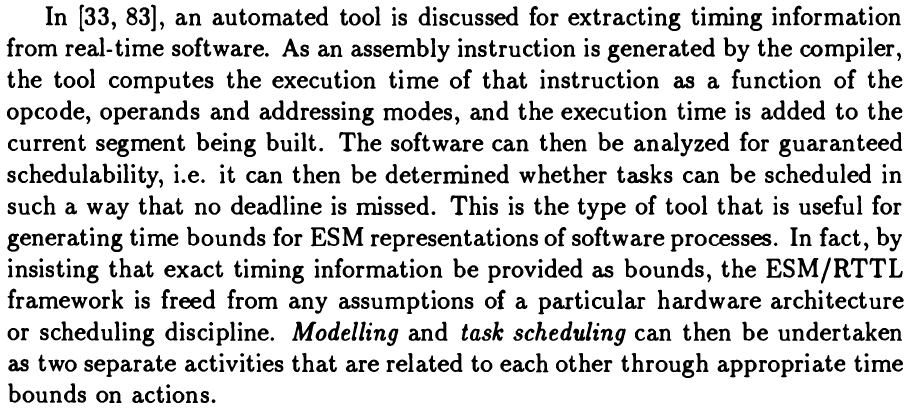 In [33, 83], an automated tool is discussed for extracting timing information
from real-time software. As an assembly instruction is generated by the compiler,
the tool computes the execution time of that instruction as a function of the
opcode, operands and addressing modes, and the execution time is added to the
current segment being built. The software can then be analyzed for guaranteed
schedulability, i.e. it can then be determined whether tasks can be scheduled in
such a way that no deadline is missed. This is the type of tool that is useful for
generating time bounds for ESM representations of software processes. In fact, by
insisting that exact timing information be provided as bounds, the ESM/RTTL
framework is freed from any assumptions of a particular hardware architecture
or scheduling discipline. Modelling and task scheduling can then be undertaken
as two separate activities that are related to each other through appropriate time
bounds on actions.